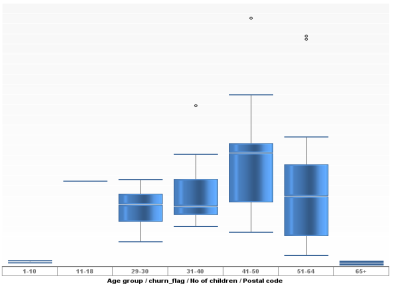 1-10 11-18 29-30 31-40 41-50 51-64 65+
Age group / churn_flag / No of children / Postal code